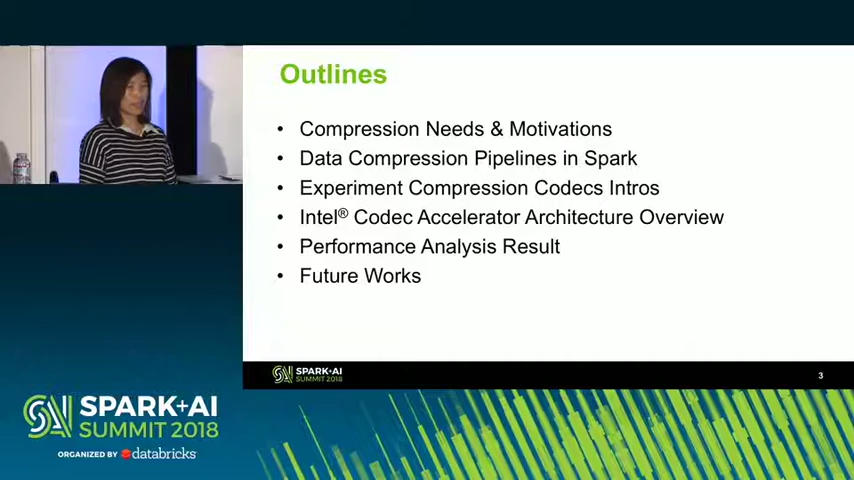 Outlines
• Compression Needs & Motivations
• Data Compression Pipelines in Spark
• Experiment Compression Codecs Intros
• Intel® Codec Accelerator Architecture Overview
• Performance Analysis Result
• Future Works
SPARK+AI
SUMMIT 2018
3
SPARK+AI
SUMMIT 2018
ORGANIZED BY databricks